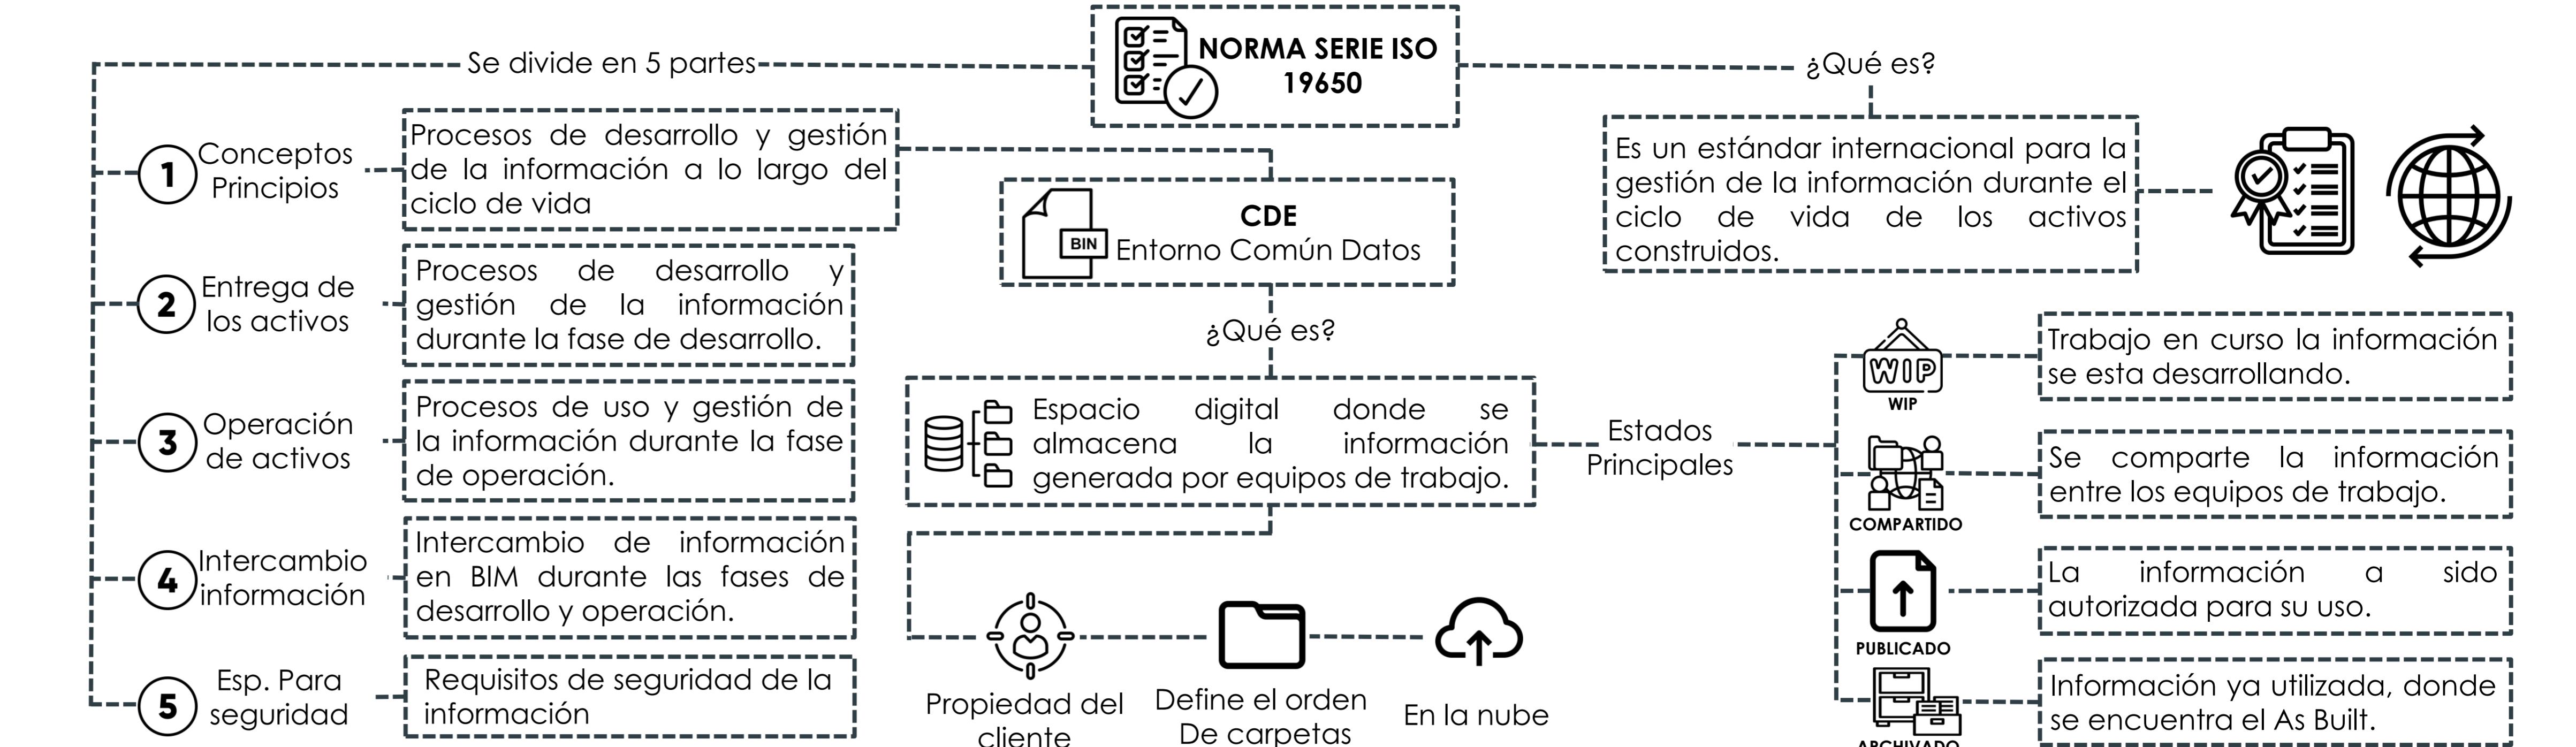 NORMA SERIE ISO
19650
Se divide en 5 partes
1
Conceptos
Principios
Procesos de desarrollo y gestión
de la información a lo largo del
ciclo de vida
2
Entrega de
los activos
Procesos de desarrollo y
gestión de la información
durante la fase de desarrollo.
3
Operación
de activos
Procesos de uso y gestión de
la información durante la fase
de operación.
4
Intercambio
información
Intercambio de información
en BIM durante las fases de
desarrollo y operación.
5
Esp. Para
seguridad
Requisitos de seguridad de la
información
BIN
CDE
Entorno Común Datos
¿Qué es?
Espacio digital donde se
almacena la información
generada por equipos de trabajo.
Propiedad del
cliente
Define el orden
De carpetas
En la nube
¿Qué es?
Es un estándar internacional para la
gestión de la información durante el
ciclo de vida de los activos
construidos.
Estados
Principales
WIP
WIP
Trabajo en curso la información
se esta desarrollando.
COMPARTIDO
Se comparte la información
entre los equipos de trabajo.
PUBLICADO
La información a sido
autorizada para su uso.
ARCHIVADO
Información ya utilizada, donde
se encuentra el As Built.